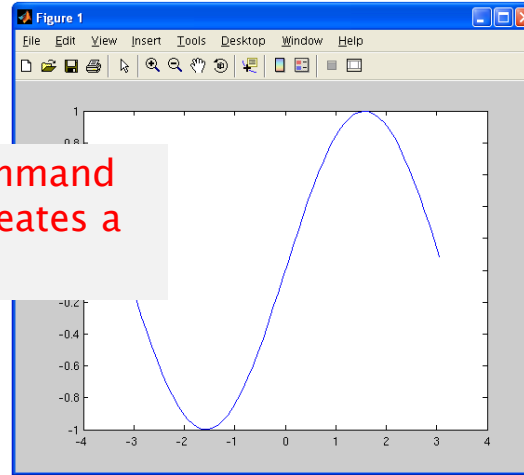 Figure 1
File Edit View Insert Tools Desktop Window Help
1
0.8
mmand
eates a
-0.2
-0.4
-0.6
-0.8
-1
-4 -3 -2 -1 0 1 2 3 4